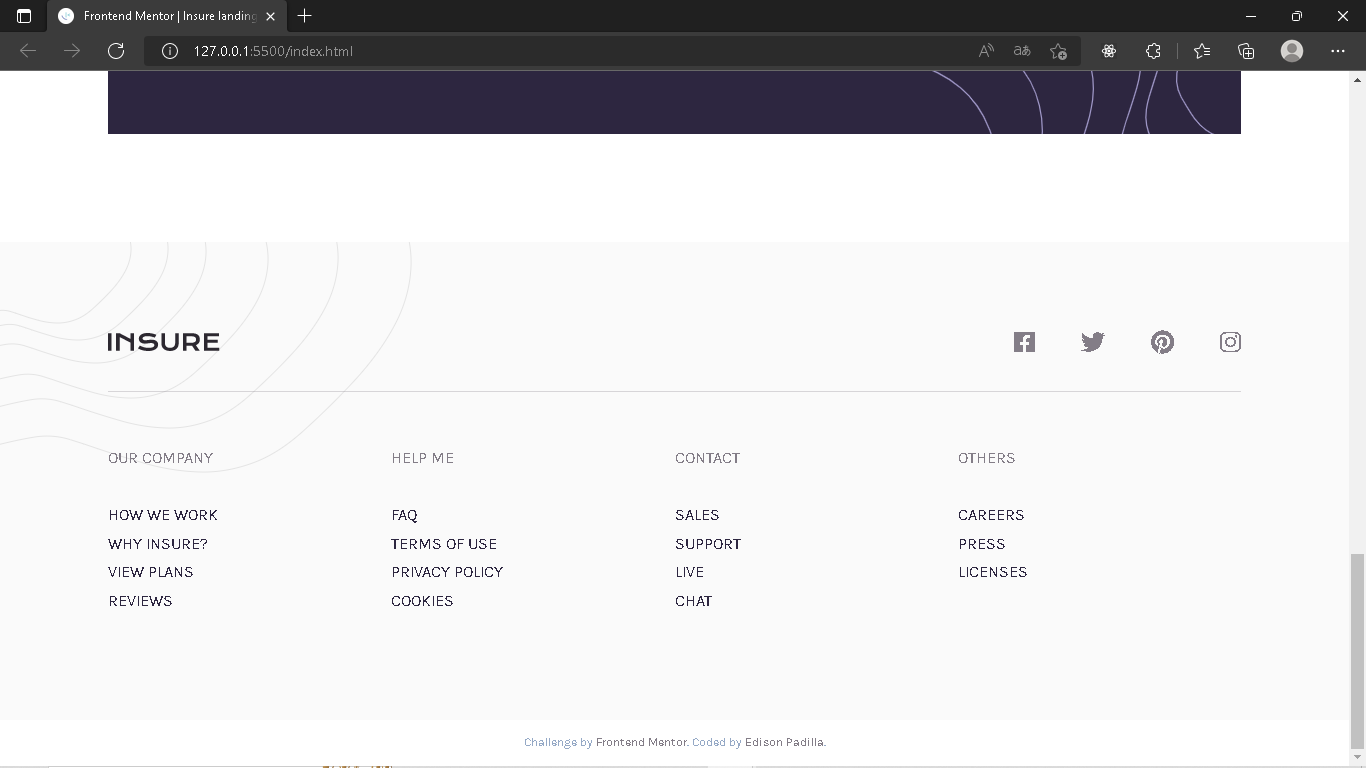 Frontend Mentor | Insure landing
127.0.0.1:5500/index.html
INSURE
OUR COMPANY
HOW WE WORK
WHY INSURE?
VIEW PLANS
REVIEWS
HELP ME
FAQ
TERMS OF USE
PRIVACY POLICY
COOKIES
CONTACT
SALES
SUPPORT
LIVE
CHAT
OTHERS
CAREERS
PRESS
LICENSES
Challenge by Frontend Mentor. Coded by Edison Padilla.